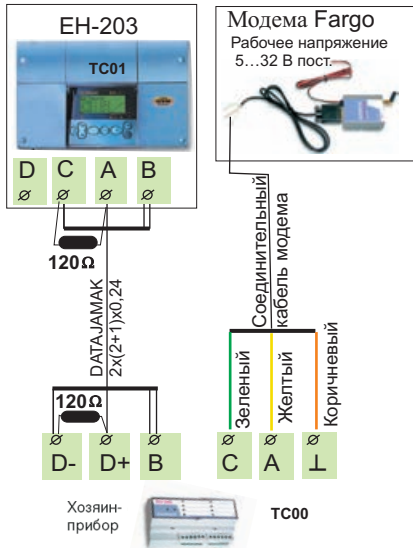 EH-203
TC01
D C A B
120Ω
DATAJAMAK
2x(2+1)x0,24
120Ω
D- D+ B
Хозяин-
прибор
TC00
Модема Fargo
Рабочее напряжение
5...32 В пост.
Соединительный
кабель модема
Зеленый
Желтый
Коричневый
C A ⊥